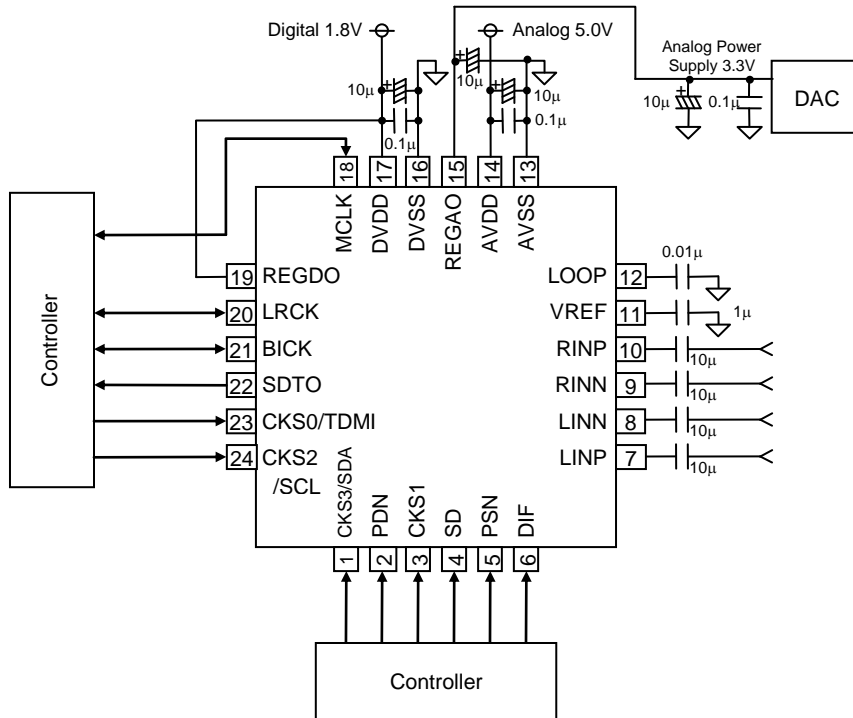 Digital 1.8V
Analog 5.0V
Analog Power
Supply 3.3V
+
10μ
+
10μ
+
10μ
+
10μ
0.1μ
DAC
0.1μ
0.1μ
18
17
16
15
14
13
MCLK
DVDD
DVSS
REGAO
AVDD
AVSS
Controller
19
REGDO
20
LRCK
21
BICK
22
SDTO
23
CKS0/TDMI
24
CKS2
/SCL
LOOP
12
0.01μ
VREF
11
1μ
RINP
10
10μ
RINN
9
10μ
LINN
8
10μ
LINP
7
10μ
CKS3/SDA
PDN
CKS1
SD
PSN
DIF
1
2
3
4
5
6
Controller